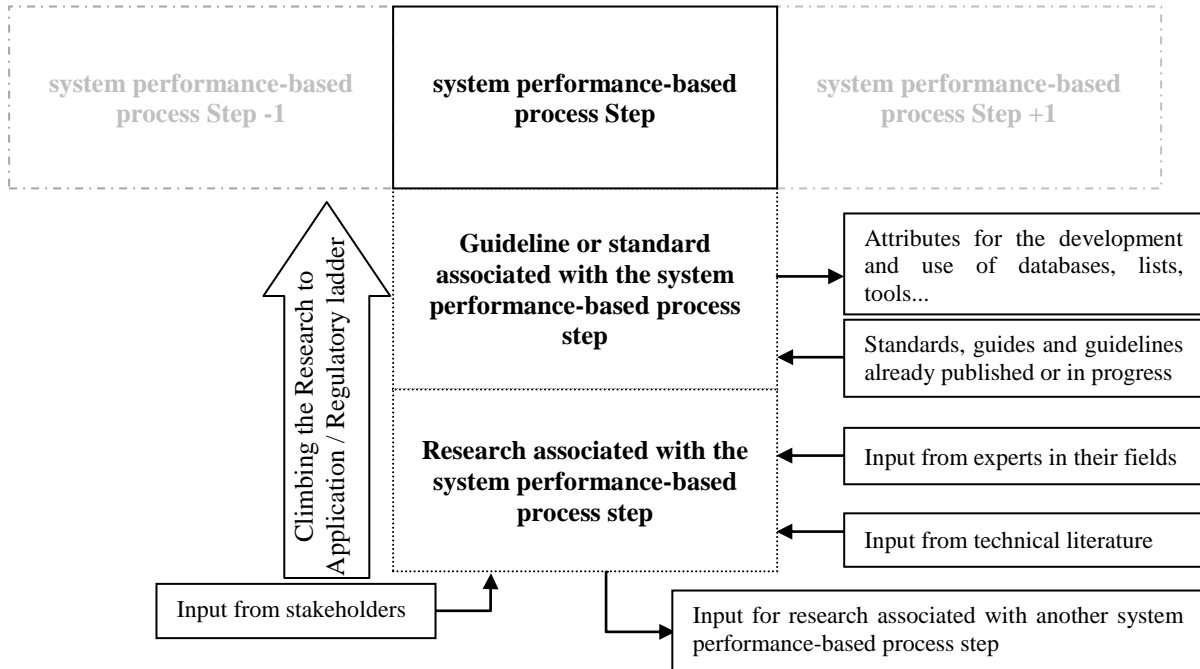 system performance-based
process Step -1
system performance-based
process Step
system performance-based
process Step +1
Climbing the Research to
Application / Regulatory ladder
Guideline or standard
associated with the system
performance-based process
step
Attributes for the development
and use of databases, lists,
tools...
Standards, guides and guidelines
already published or in progress
Research associated with the
system performance-based
process step
Input from experts in their fields
Input from technical literature
Input from stakeholders
Input for research associated with another system
performance-based process step